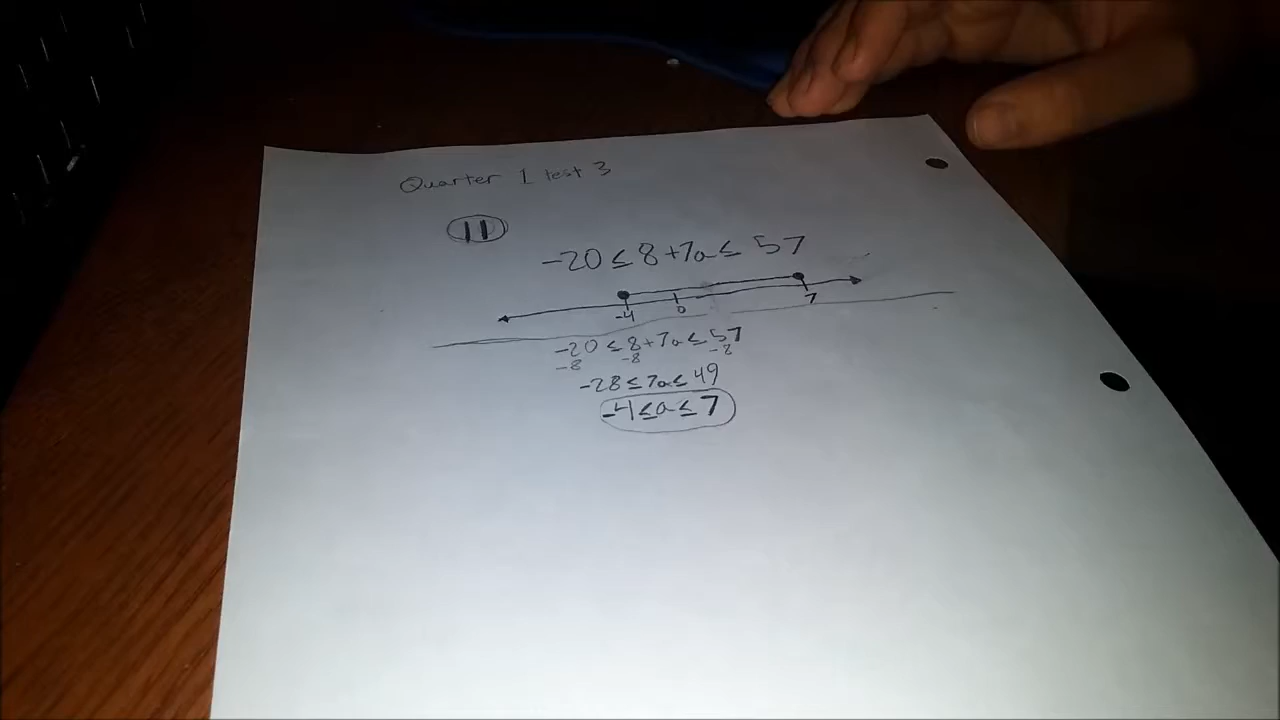 Quarter 1 test 3
11
-20 ≤ 8 + 7a ≤ 57
-4 0 7
-20 ≤ 8 + 7a ≤ 57
-8 -8 -8
-28 ≤ 7a ≤ 49
-4 ≤ a ≤ 7